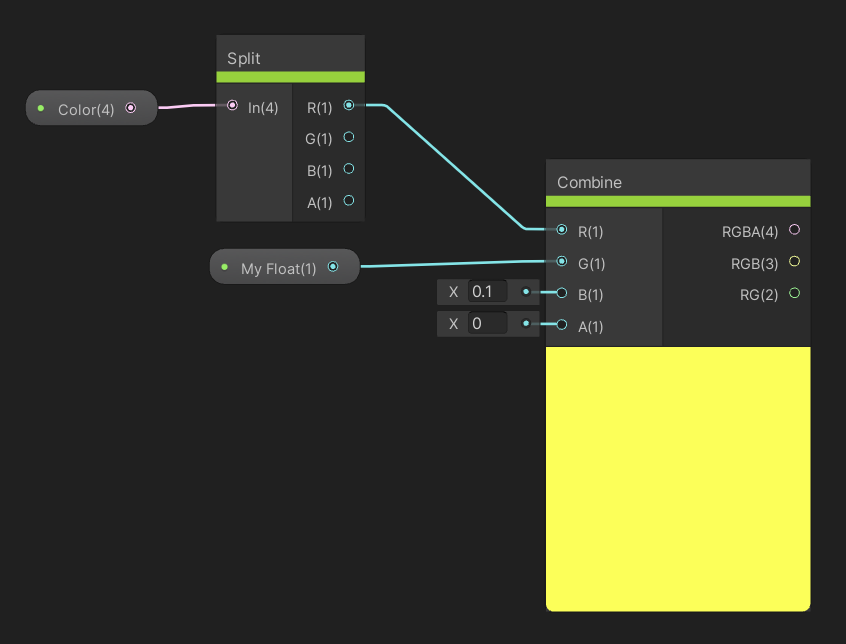 Split
Color(4)
In(4)
R(1)
G(1)
B(1)
A(1)
My Float(1)
Combine
R(1)
RGBA(4)
G(1)
RGB(3)
X 0.1
B(1)
RG(2)
X 0
A(1)